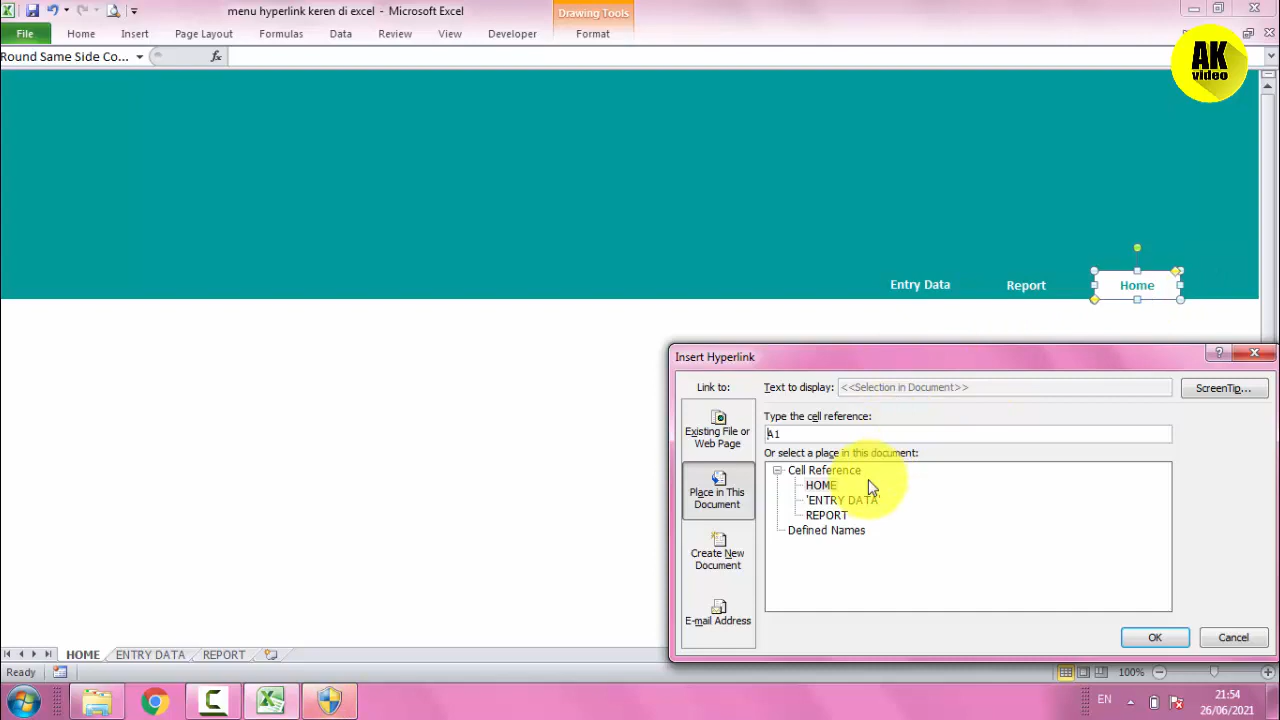 menu hyperlink keren di excel - Microsoft Excel
Drawing Tools
File Home Insert Page Layout Formulas Data Review View Developer Format
Round Same Side Co... fx
AK
video
Entry Data Report Home
Insert Hyperlink
Link to: Text to display: <<Selection in Document>> ScreenTip...
Type the cell reference:
Existing File or
Web Page
A1
Or select a place in this document:
Cell Reference
HOME
Place in This
Document
'ENTRY DATA'
REPORT
Defined Names
Create New
Document
E-mail Address
OK Cancel
HOME ENTRY DATA REPORT
Ready 100%
EN 21:54
26/06/2021